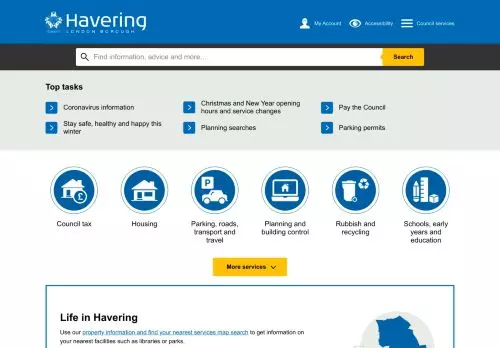 Havering
LONDON BOROUGH
My Account
Accessibility
Council services
Find information, advice and more...
Search
Top tasks
Coronavirus information
Christmas and New Year opening
hours and service changes
Pay the Council
Stay safe, healthy and happy this
winter
Planning searches
Parking permits
Council tax
Housing
Parking, roads,
transport and
travel
Planning and
building control
Rubbish and
recycling
Schools, early
years and
education
More services
Life in Havering
Use our property information and find your nearest services map search to get information on
your nearest facilities such as libraries or parks.